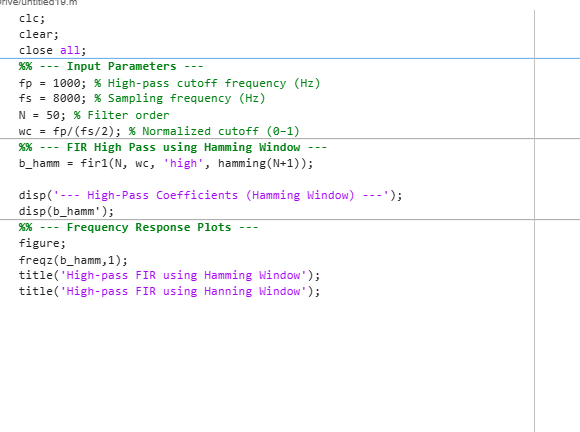 rive/untitled19.m
clc;
clear;
close all;
%% --- Input Parameters ---
fp = 1000; % High-pass cutoff frequency (Hz)
fs = 8000; % Sampling frequency (Hz)
N = 50; % Filter order
wc = fp/(fs/2); % Normalized cutoff (0–1)
%% --- FIR High Pass using Hamming Window ---
b_hamm = fir1(N, wc, 'high', hamming(N+1));
disp('--- High-Pass Coefficients (Hamming Window) ---');
disp(b_hamm');
%% --- Frequency Response Plots ---
figure;
freqz(b_hamm,1);
title('High-pass FIR using Hamming Window');
title('High-pass FIR using Hanning Window');